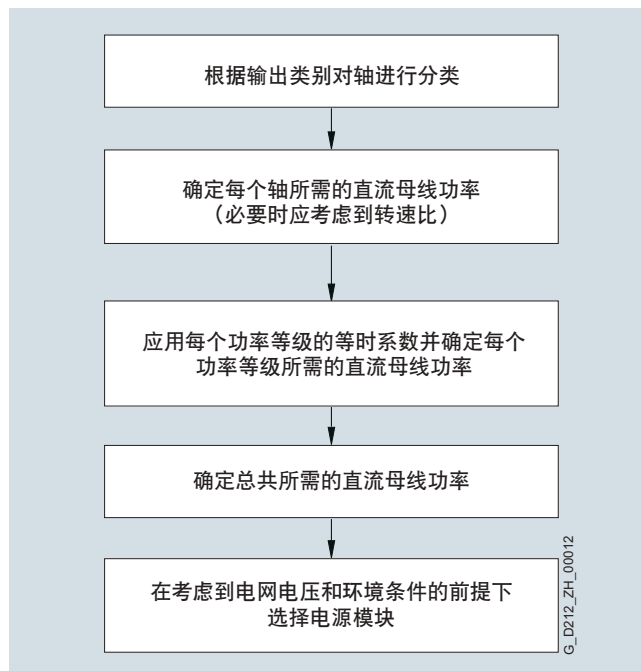 根据输出类别对轴进行分类
确定每个轴所需的直流母线功率
（必要时应考虑到转速比）
应用每个功率等级的等时系数并确定每个
功率等级所需的直流母线功率
确定总共所需的直流母线功率
在考虑到电网电压和环境条件的前提下
选择电源模块
G_D212_ZH_00012